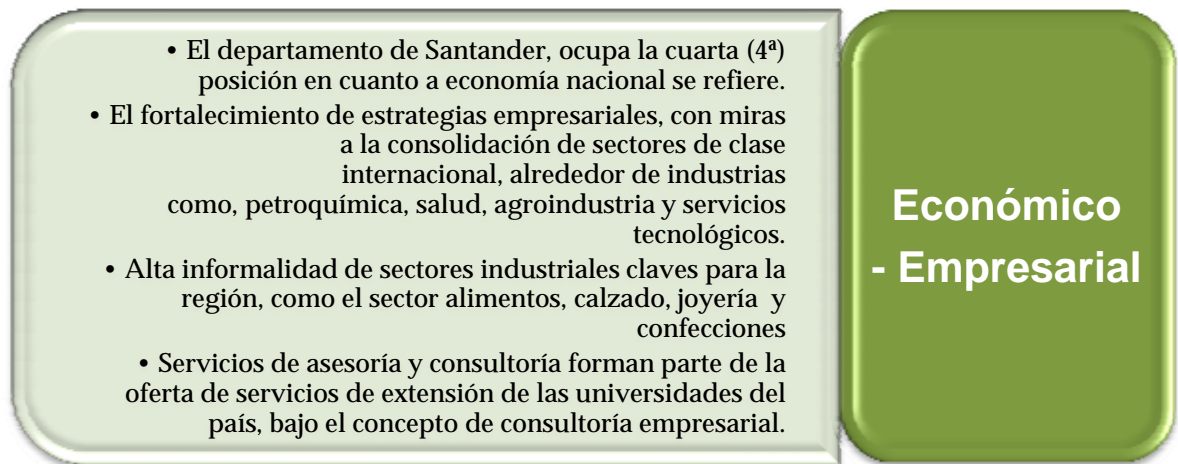 • El departamento de Santander, ocupa la cuarta (4ª)
posición en cuanto a economía nacional se refiere.
• El fortalecimiento de estrategias empresariales, con miras
a la consolidación de sectores de clase
internacional, alrededor de industrias
como, petroquímica, salud, agroindustria y servicios
tecnológicos.
• Alta informalidad de sectores industriales claves para la
región, como el sector alimentos, calzado, joyería y
confecciones
• Servicios de asesoría y consultoría forman parte de la
oferta de servicios de extensión de las universidades del
país, bajo el concepto de consultoría empresarial.
Económico
- Empresarial